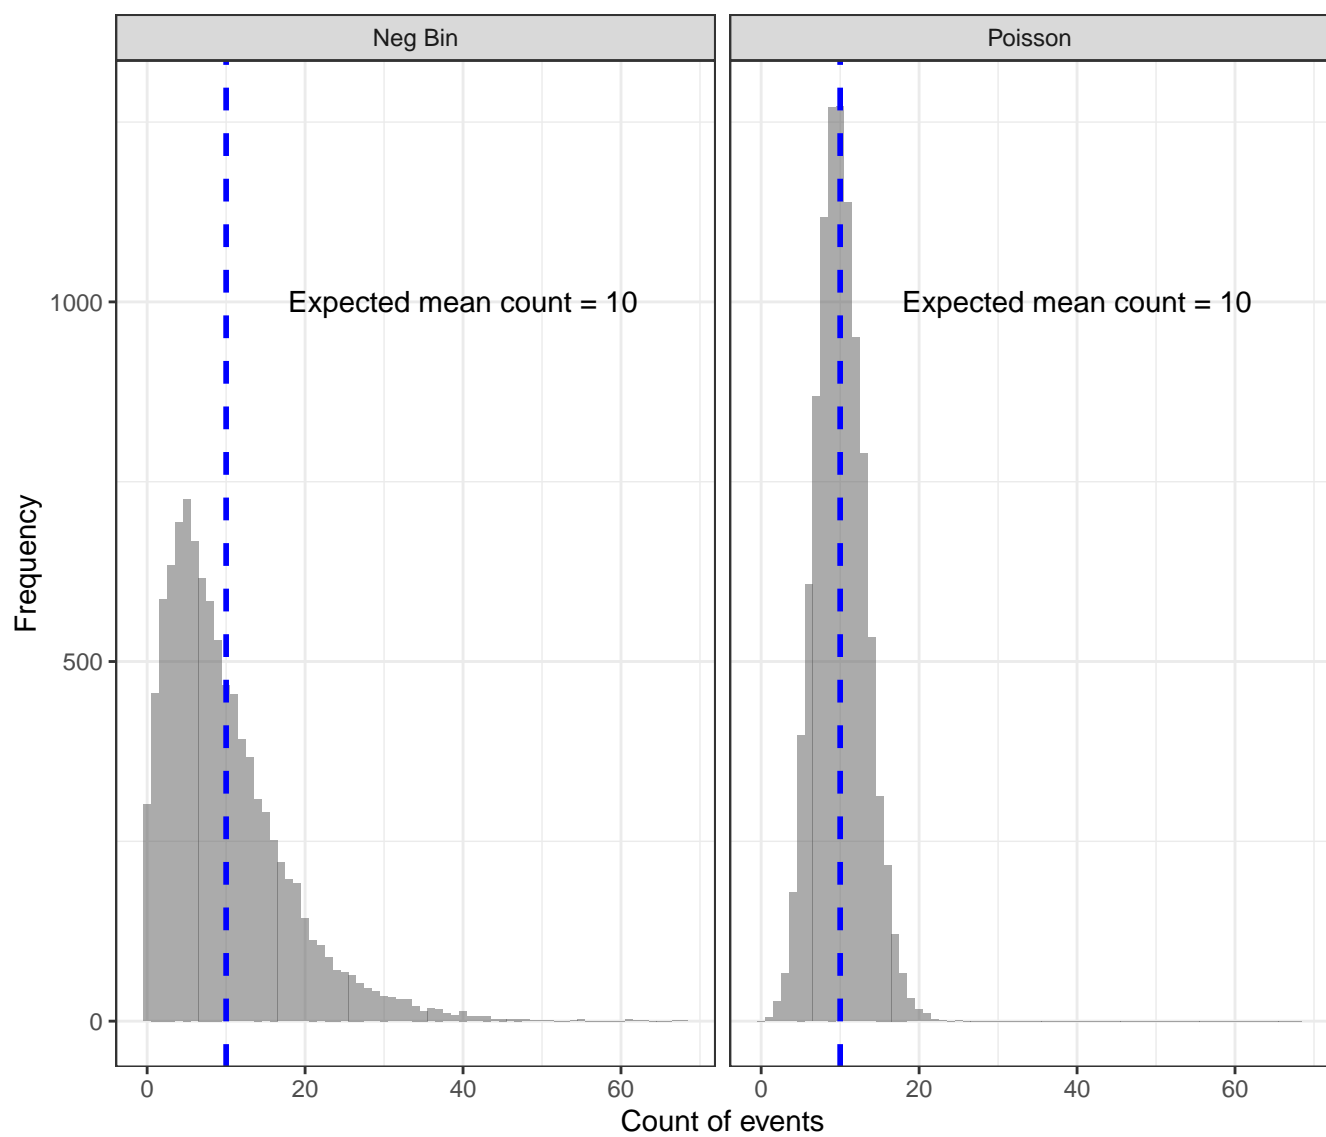 Neg Bin
Poisson
Expected mean count = 10
Expected mean count = 10
Frequency
1000
500
0
0 20 40 60
0 20 40 60
Count of events